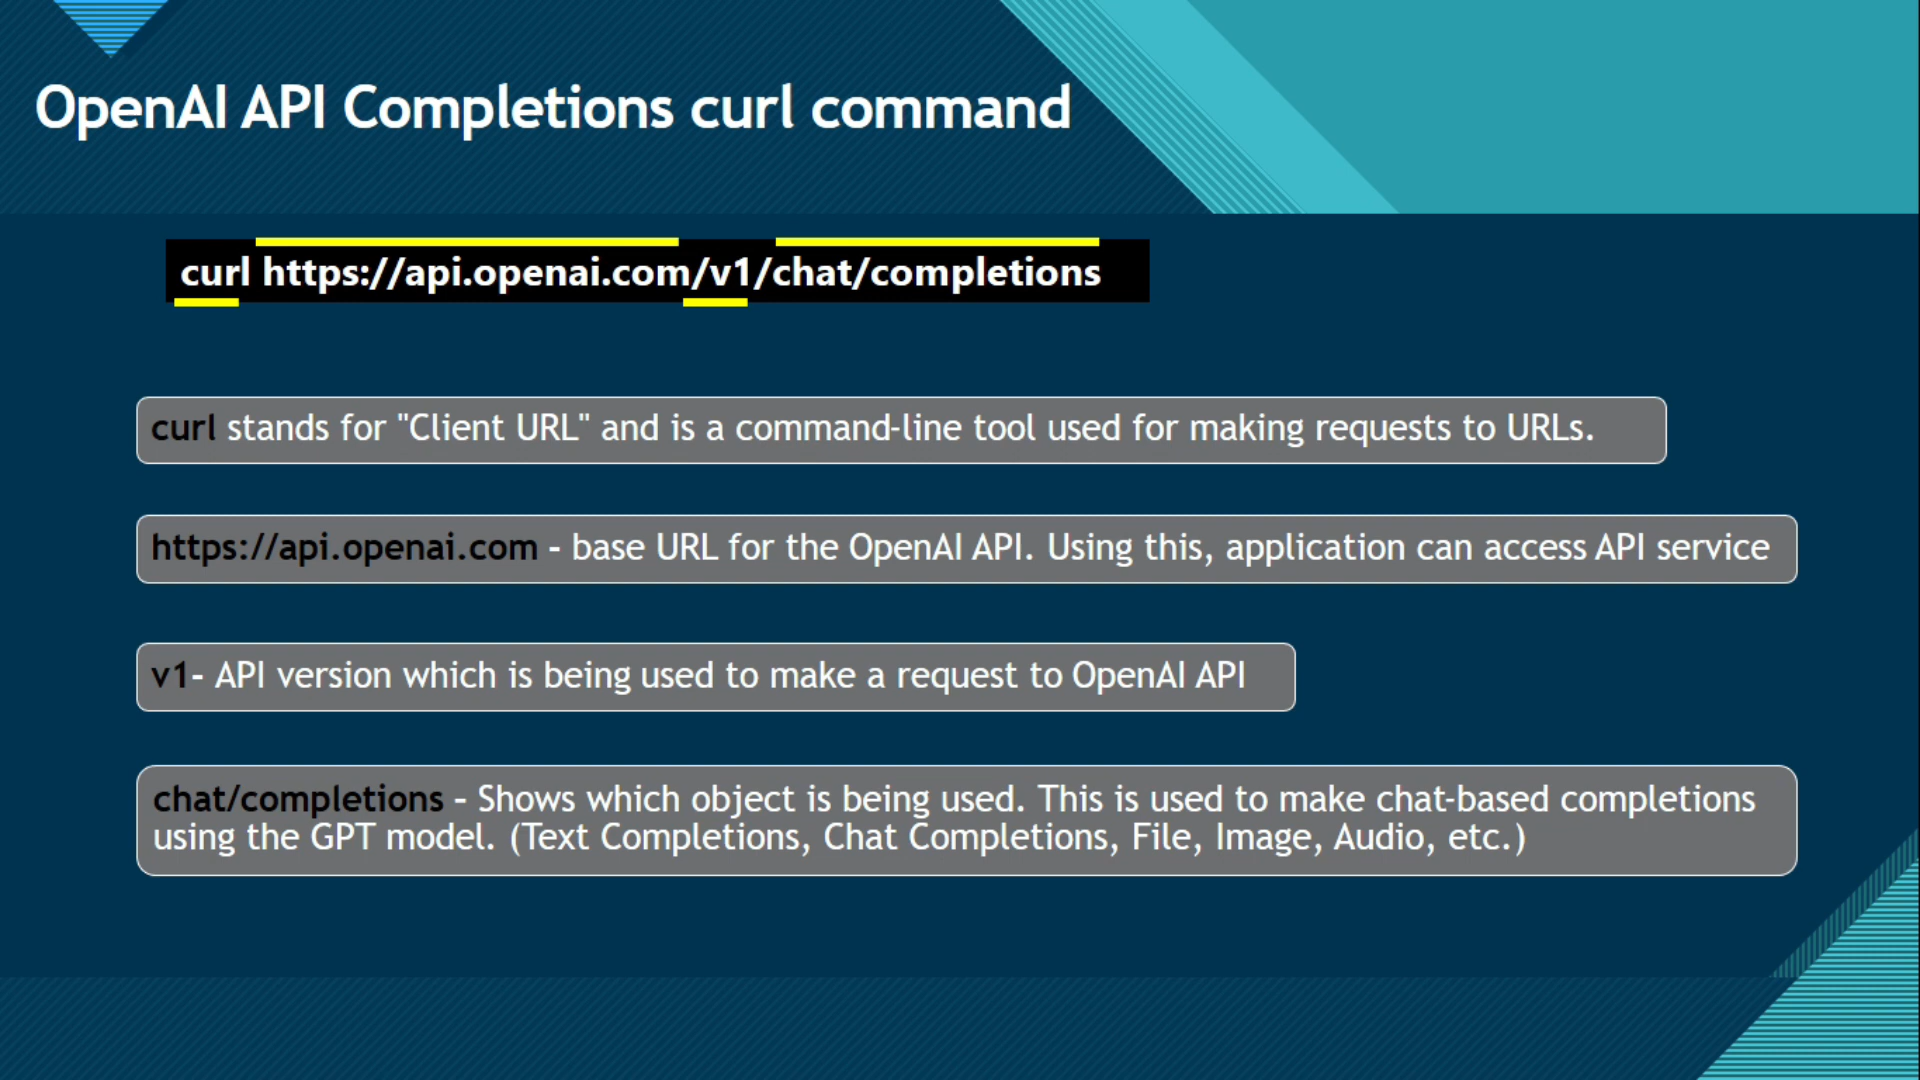 OpenAI API Completions curl command
curl https://api.openai.com/v1/chat/completions
curl stands for "Client URL" and is a command-line tool used for making requests to URLs.
https://api.openai.com - base URL for the OpenAI API. Using this, application can access API service
v1- API version which is being used to make a request to OpenAI API
chat/completions - Shows which object is being used. This is used to make chat-based completions
using the GPT model. (Text Completions, Chat Completions, File, Image, Audio, etc.)